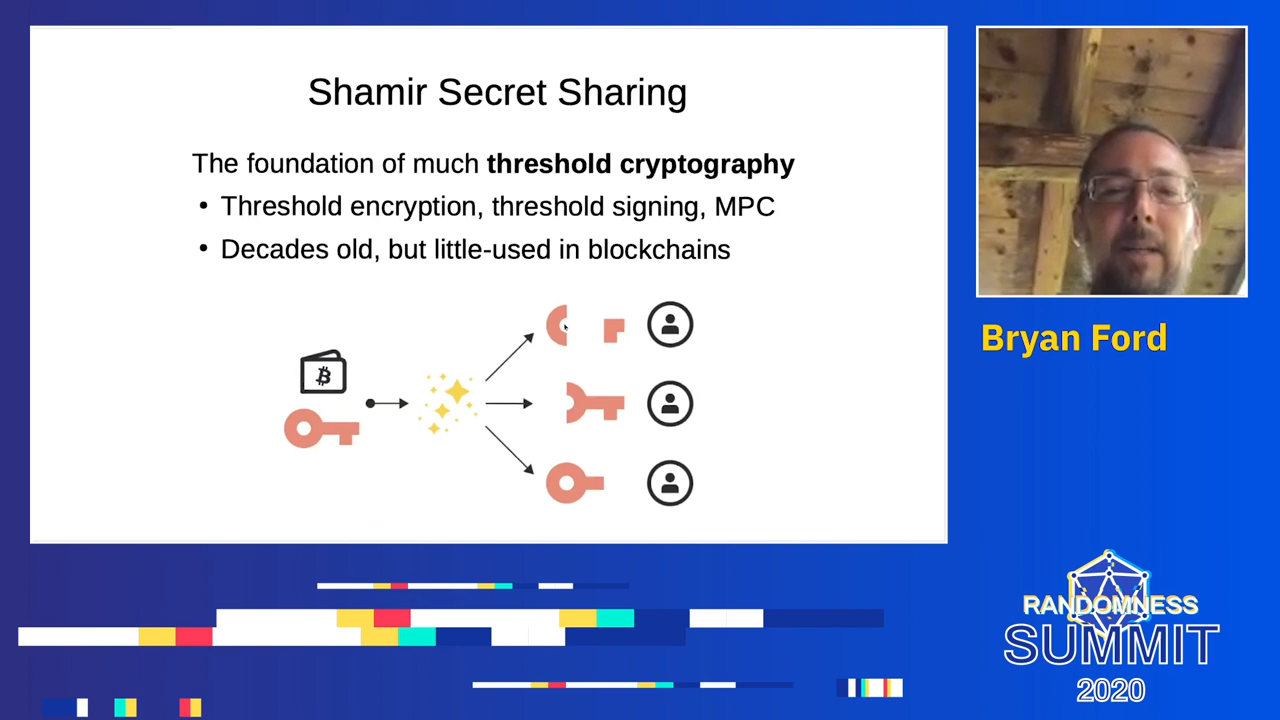 Shamir Secret Sharing
The foundation of much threshold cryptography
• Threshold encryption, threshold signing, MPC
• Decades old, but little-used in blockchains
Bryan Ford
RANDOMNESS
SUMMIT
2020